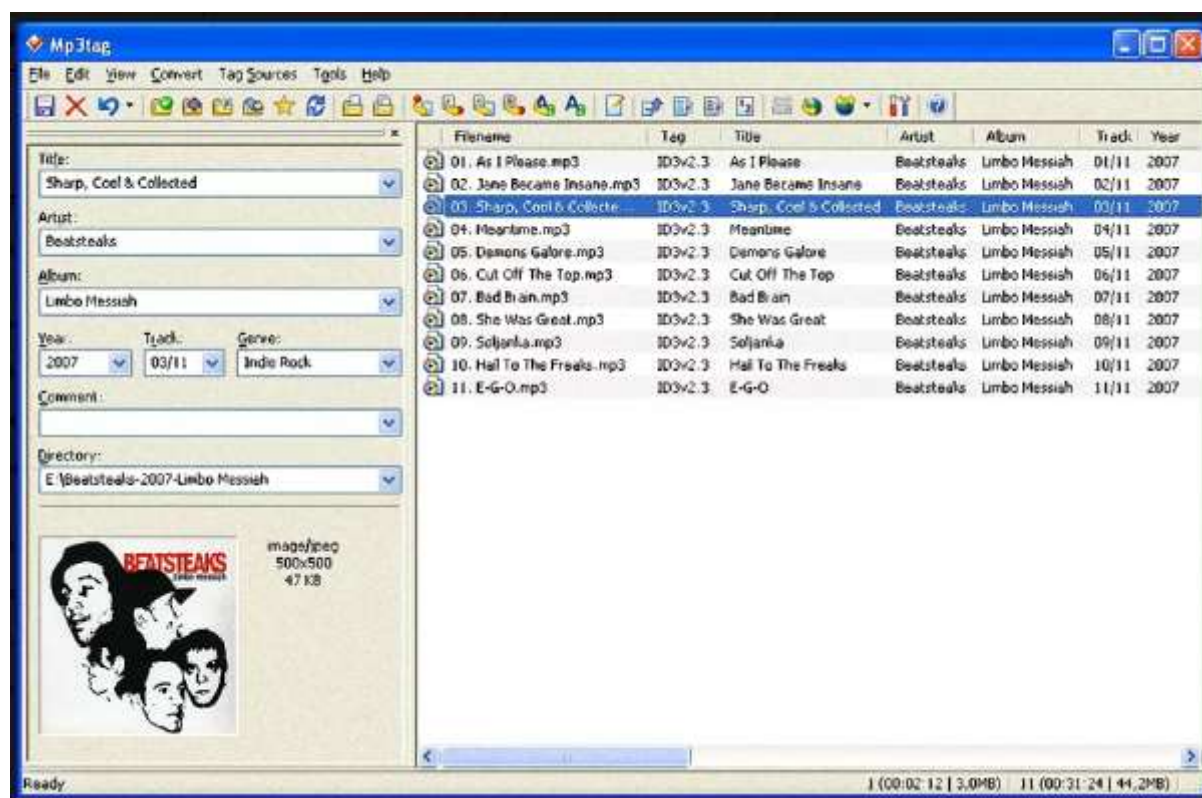 Mp3tag
File Edit View Convert Tag Sources Tools Help
Title:
Sharp, Cool & Collected
Artist:
Beatsteaks
Album:
Limbo Messiah
Year: Track: Genre:
2007 03/11 Indie Rock
Comment:
Directory:
E:\Beatsteaks-2007-Limbo Messiah
BEATSTEAKS
limbo messiah
image/jpeg
500x500
47 KB
Filename Tag Title Artist Album Track Year
01. As I Please.mp3 ID3v2.3 As I Please Beatsteaks Limbo Messiah 01/11 2007
02. Jane Became Insane.mp3 ID3v2.3 Jane Became Insane Beatsteaks Limbo Messiah 02/11 2007
03. Sharp, Cool & Collecte... ID3v2.3 Sharp, Cool & Collected Beatsteaks Limbo Messiah 03/11 2007
04. Meantime.mp3 ID3v2.3 Meantime Beatsteaks Limbo Messiah 04/11 2007
05. Demons Galore.mp3 ID3v2.3 Demons Galore Beatsteaks Limbo Messiah 05/11 2007
06. Cut Off The Top.mp3 ID3v2.3 Cut Off The Top Beatsteaks Limbo Messiah 06/11 2007
07. Bad Brain.mp3 ID3v2.3 Bad Brain Beatsteaks Limbo Messiah 07/11 2007
08. She Was Great.mp3 ID3v2.3 She Was Great Beatsteaks Limbo Messiah 08/11 2007
09. Soljanka.mp3 ID3v2.3 Soljanka Beatsteaks Limbo Messiah 09/11 2007
10. Hail To The Freaks.mp3 ID3v2.3 Hail To The Freaks Beatsteaks Limbo Messiah 10/11 2007
11. E-G-O.mp3 ID3v2.3 E-G-O Beatsteaks Limbo Messiah 11/11 2007
Ready 1 (00:02:12 | 3,0MB) 11 (00:31:24 | 44,2MB)